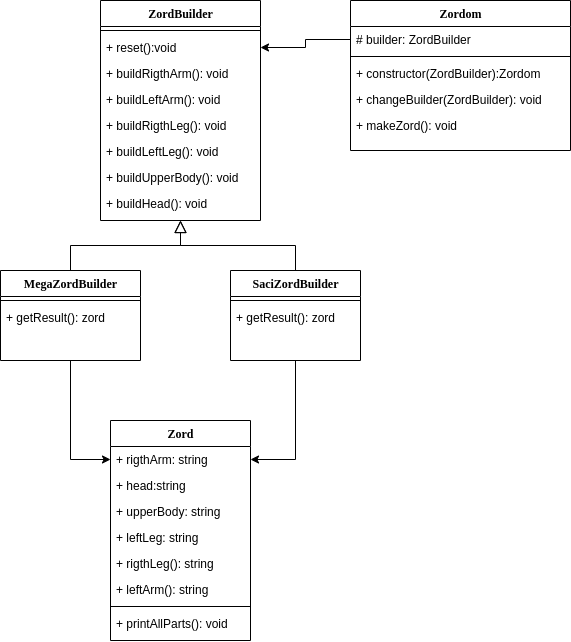 ZordBuilder
+ reset():void
+ buildRigthArm(): void
+ buildLeftArm(): void
+ buildRigthLeg(): void
+ buildLeftLeg(): void
+ buildUpperBody(): void
+ buildHead(): void
Zordom
# builder: ZordBuilder
+ constructor(ZordBuilder):Zordom
+ changeBuilder(ZordBuilder): void
+ makeZord(): void
MegaZordBuilder
+ getResult(): zord
SaciZordBuilder
+ getResult(): zord
Zord
+ rigthArm: string
+ head:string
+ upperBody: string
+ leftLeg: string
+ rigthLeg(): string
+ leftArm(): string
+ printAllParts(): void